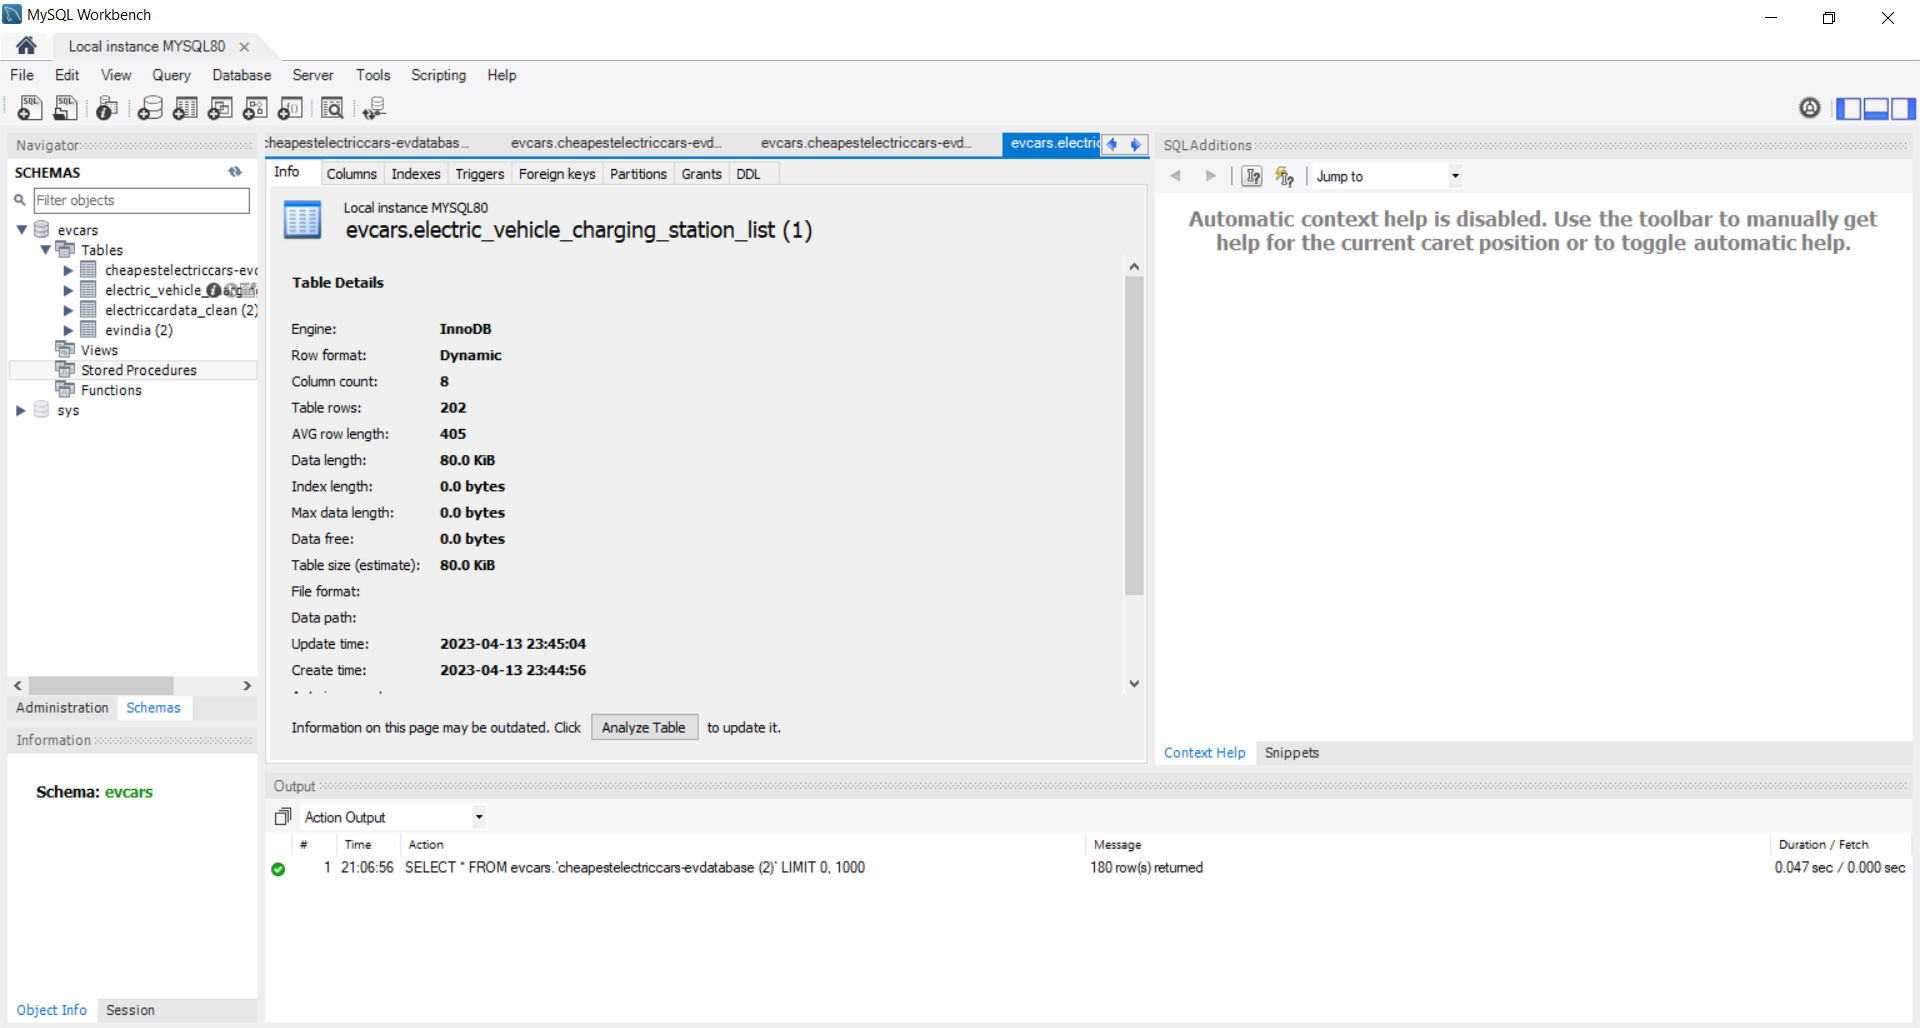 MySQL Workbench
Local instance MYSQL80
File Edit View Query Database Server Tools Scripting Help
Navigator
SCHEMAS
Filter objects
evcars
Tables
cheapestelectriccars-evd
electric_vehicle_
electriccardata_clean (2)
evindia (2)
Views
Stored Procedures
Functions
sys
Administration Schemas
Information
Schema: evcars
Object Info Session
cheapestelectriccars-evdatabas... evcars.cheapestelectriccars-evd... evcars.cheapestelectriccars-evd... evcars.electric
Info Columns Indexes Triggers Foreign keys Partitions Grants DDL
Local instance MYSQL80
evcars.electric_vehicle_charging_station_list (1)
Table Details
Engine: InnoDB
Row format: Dynamic
Column count: 8
Table rows: 202
AVG row length: 405
Data length: 80.0 KiB
Index length: 0.0 bytes
Max data length: 0.0 bytes
Data free: 0.0 bytes
Table size (estimate): 80.0 KiB
File format:
Data path:
Update time: 2023-04-13 23:45:04
Create time: 2023-04-13 23:44:56
Information on this page may be outdated. Click Analyze Table to update it.
SQLAdditions
Jump to
Automatic context help is disabled. Use the toolbar to manually get
help for the current caret position or to toggle automatic help.
Context Help Snippets
Output
Action Output
# Time Action Message Duration / Fetch
1 21:06:56 SELECT * FROM evcars.`cheapestelectriccars-evdatabase (2)` LIMIT 0, 1000 180 row(s) returned 0.047 sec / 0.000 sec